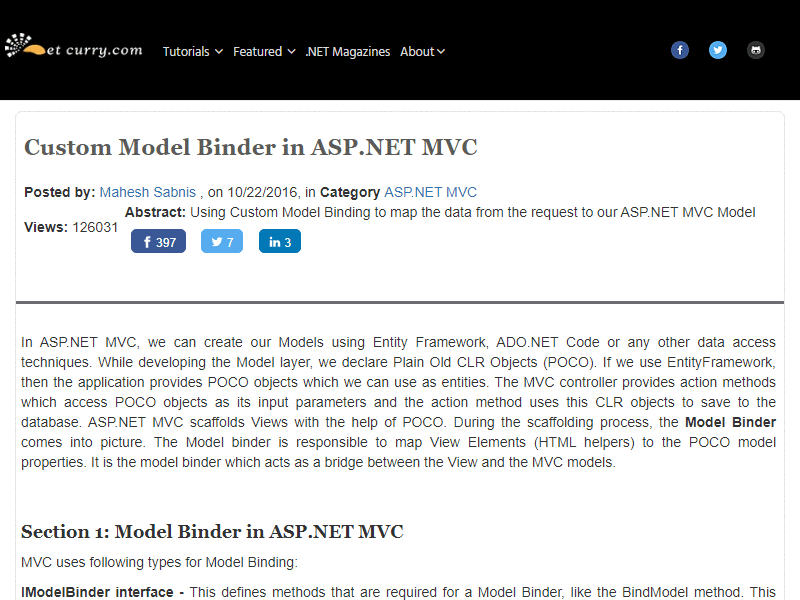 et curry.com
Tutorials
Featured
.NET Magazines
About
Custom Model Binder in ASP.NET MVC
Posted by: Mahesh Sabnis , on 10/22/2016, in Category ASP.NET MVC
Views: 126031
Abstract: Using Custom Model Binding to map the data from the request to our ASP.NET MVC Model
397
7
3
In ASP.NET MVC, we can create our Models using Entity Framework, ADO.NET Code or any other data access
techniques. While developing the Model layer, we declare Plain Old CLR Objects (POCO). If we use EntityFramework,
then the application provides POCO objects which we can use as entities. The MVC controller provides action methods
which access POCO objects as its input parameters and the action method uses this CLR objects to save to the
database. ASP.NET MVC scaffolds Views with the help of POCO. During the scaffolding process, the Model Binder
comes into picture. The Model binder is responsible to map View Elements (HTML helpers) to the POCO model
properties. It is the model binder which acts as a bridge between the View and the MVC models.
Section 1: Model Binder in ASP.NET MVC
MVC uses following types for Model Binding:
IModelBinder interface - This defines methods that are required for a Model Binder, like the BindModel method. This